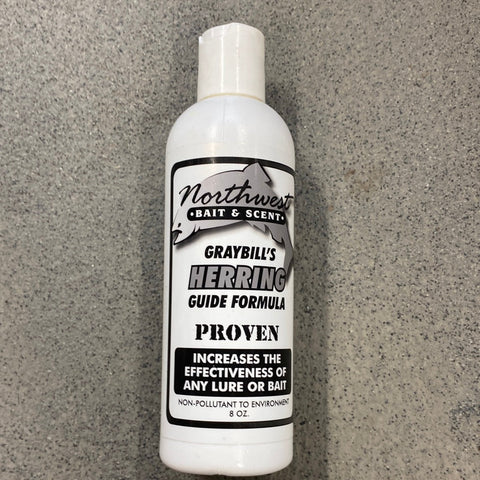 Northwest
• BAIT & SCENT •
GRAYBILL'S
HERRING
GUIDE FORMULA
PROVEN
INCREASES THE
EFFECTIVENESS OF
ANY LURE OR BAIT
NON-POLLUTANT TO ENVIRONMENT
8 OZ.